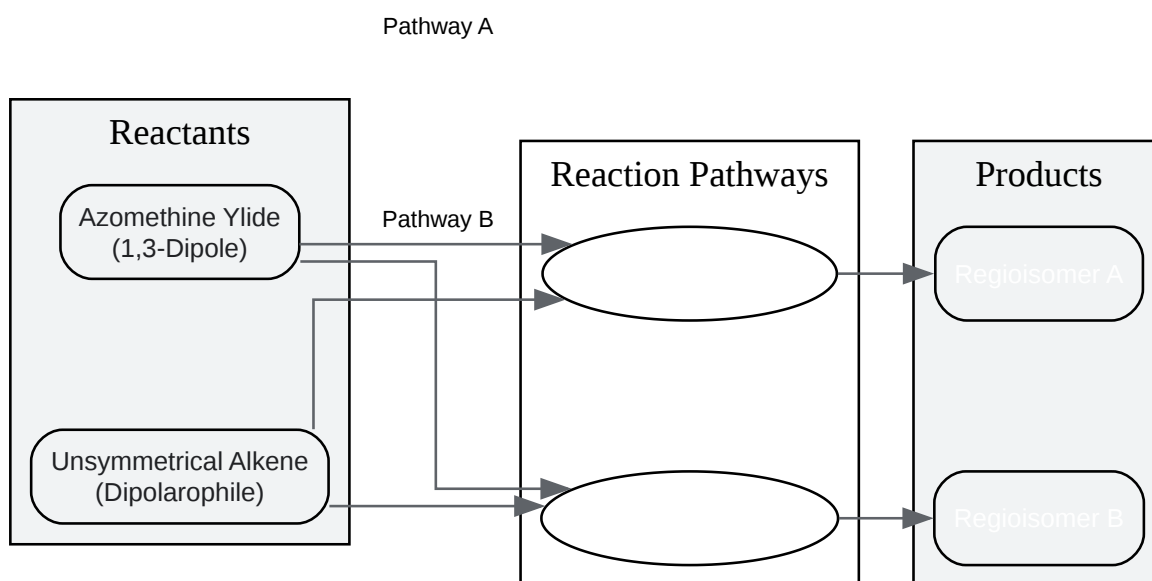 Pathway A
Reactants
Azomethine Ylide
(1,3-Dipole)
Unsymmetrical Alkene
(Dipolarophile)
Pathway B
Reaction Pathways
Products
Regioisomer A
Regioisomer B